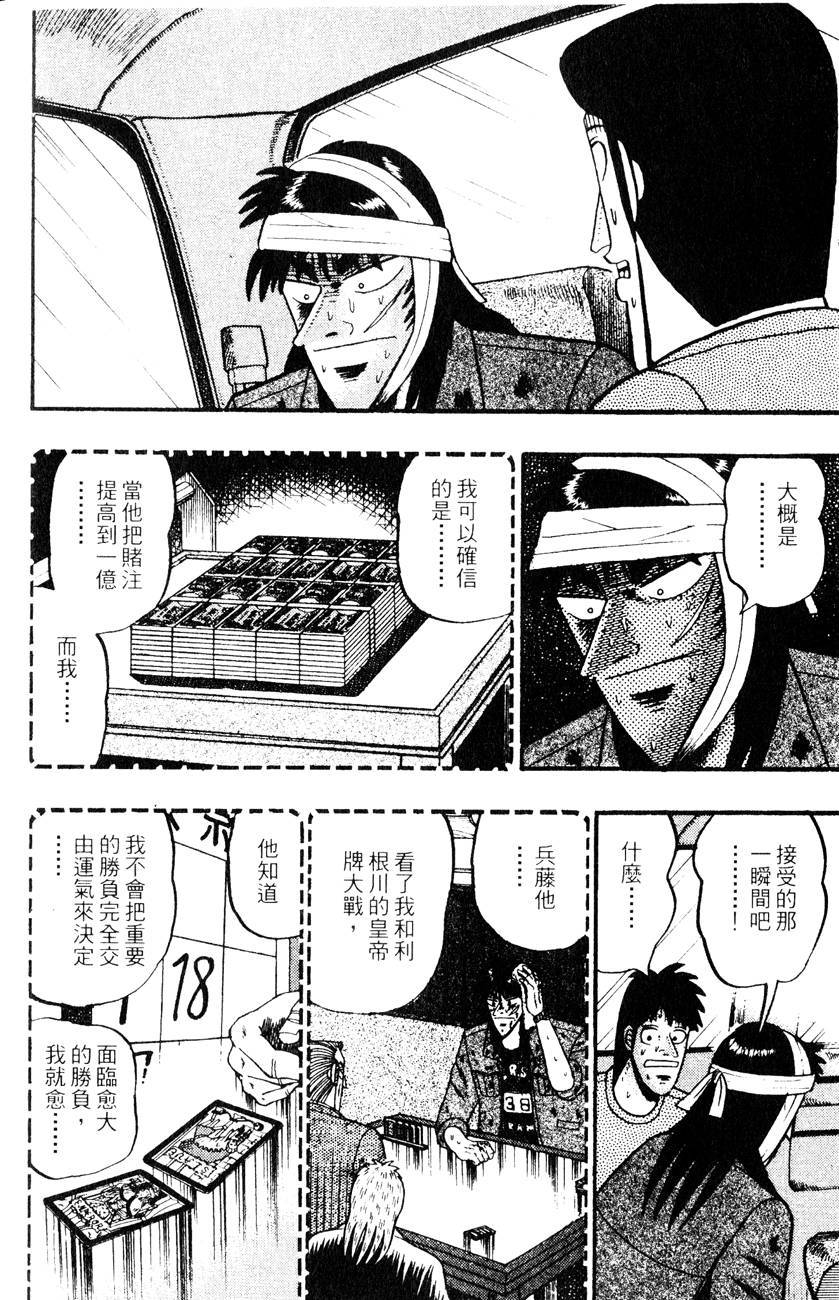 大概是
………
我可以確信
的是………
當他把賭注
提高到一億
………
而我……
接受的那
一瞬間吧
………！
什麼……
兵藤他
………
看了我和利
根川的皇帝
牌大戰，
38
他知道
我不會把重要
的勝負完全交
由運氣來決定
………
18
面臨愈大
的勝負，
我就愈…